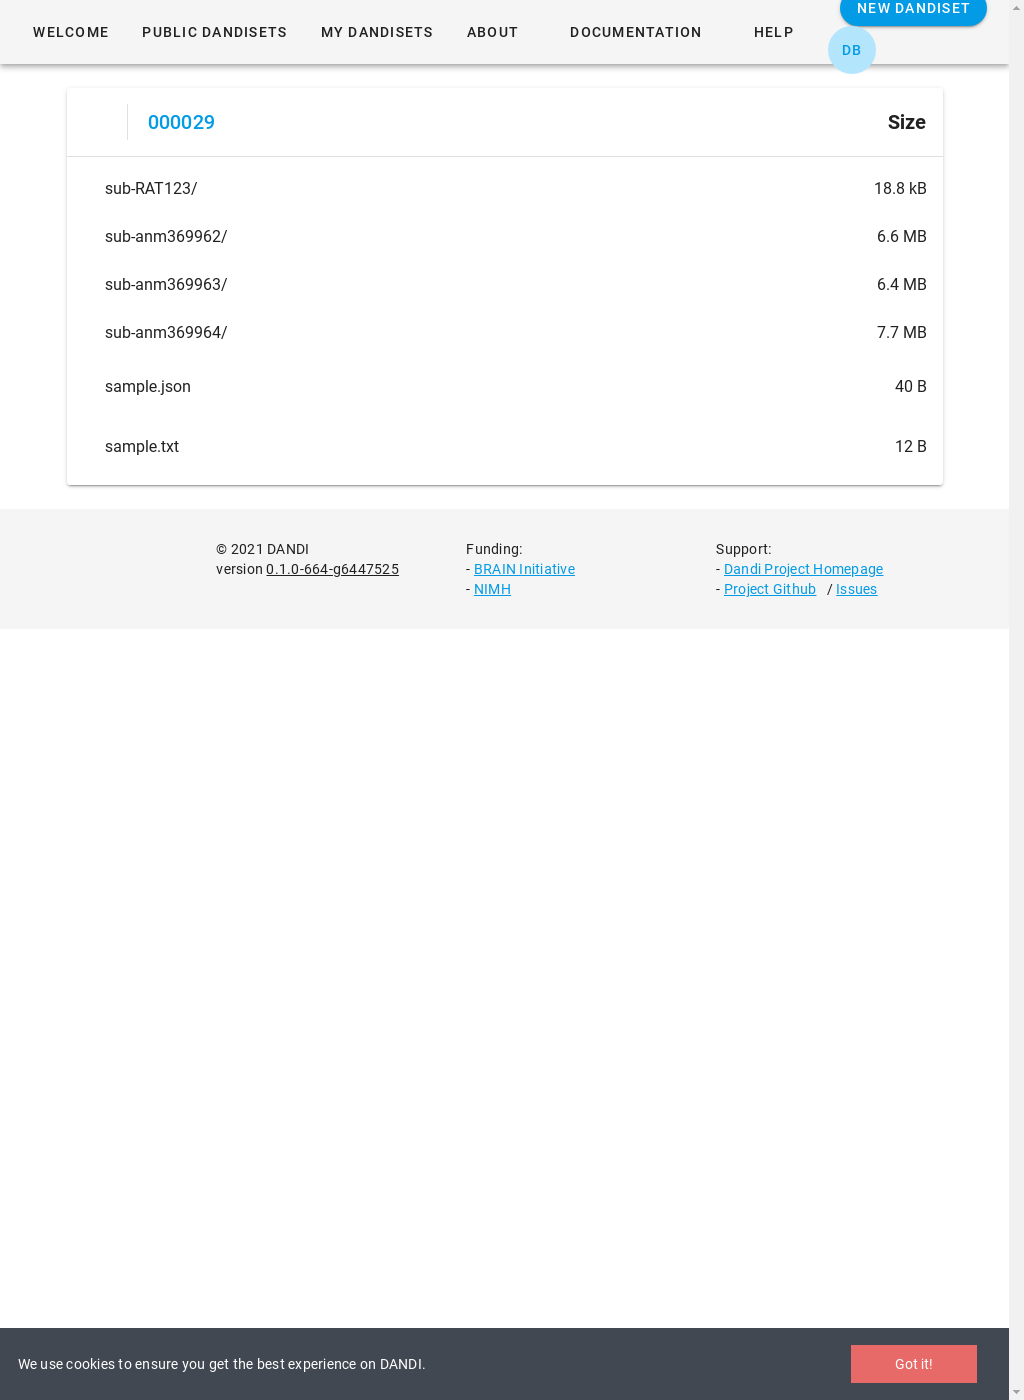 WELCOME PUBLIC DANDISETS MY DANDISETS ABOUT DOCUMENTATION HELP NEW DANDISET
DB
000029 Size
sub-RAT123/ 18.8 kB
sub-anm369962/ 6.6 MB
sub-anm369963/ 6.4 MB
sub-anm369964/ 7.7 MB
sample.json 40 B
sample.txt 12 B
© 2021 DANDI
version 0.1.0-664-g6447525
Funding:
- BRAIN Initiative
- NIMH
Support:
- Dandi Project Homepage
- Project Github / Issues
We use cookies to ensure you get the best experience on DANDI. Got it!